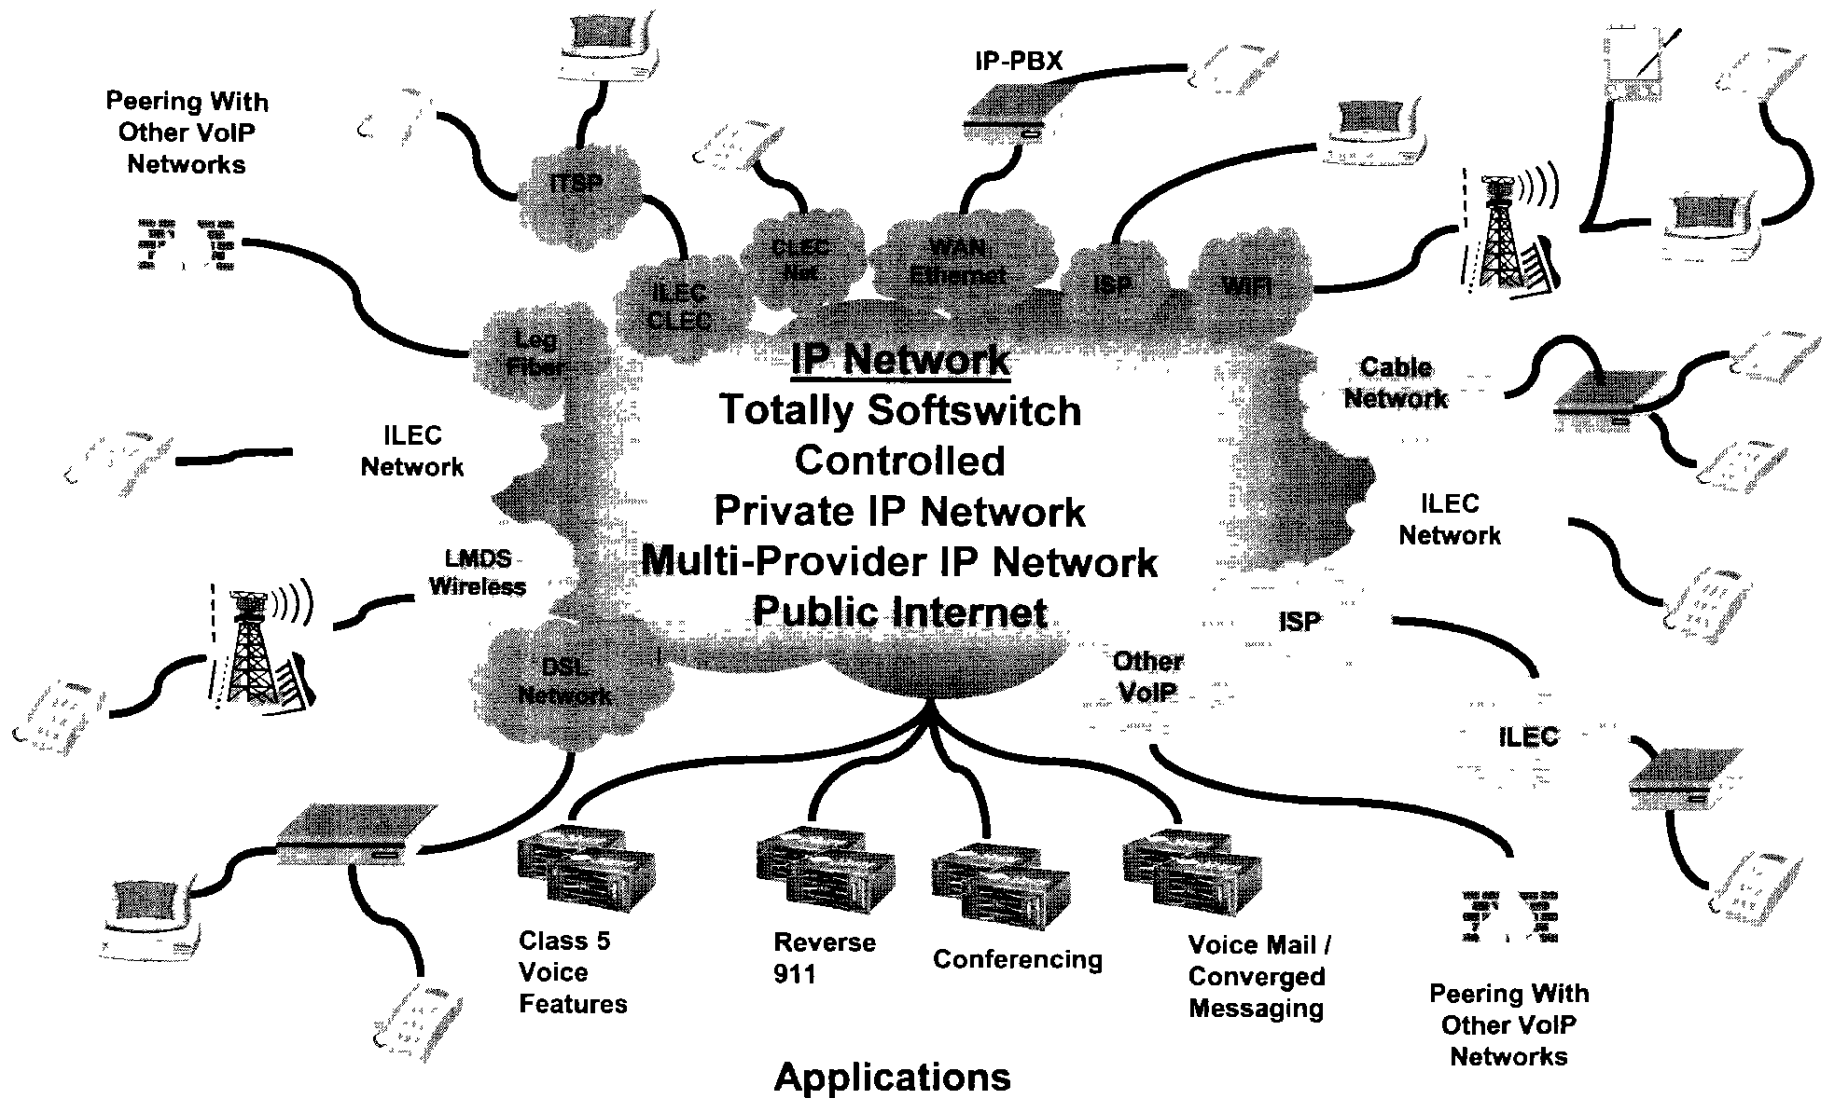 IP-PBX
Peering With
Other VoIP
Networks
ITSP
CLEC
Net
WAN
Ethernet
ISP
WIFI
ILEC
CLEC
Leg
Fiber
IP Network
Totally Softswitch
Controlled
Private IP Network
Multi-Provider IP Network
Public Internet
Cable
Network
ILEC
Network
ILEC
Network
LMDS
Wireless
ISP
DSL
Network
Other
VoIP
ILEC
Class 5
Voice
Features
Reverse
911
Conferencing
Voice Mail /
Converged
Messaging
Peering With
Other VoIP
Networks
Applications